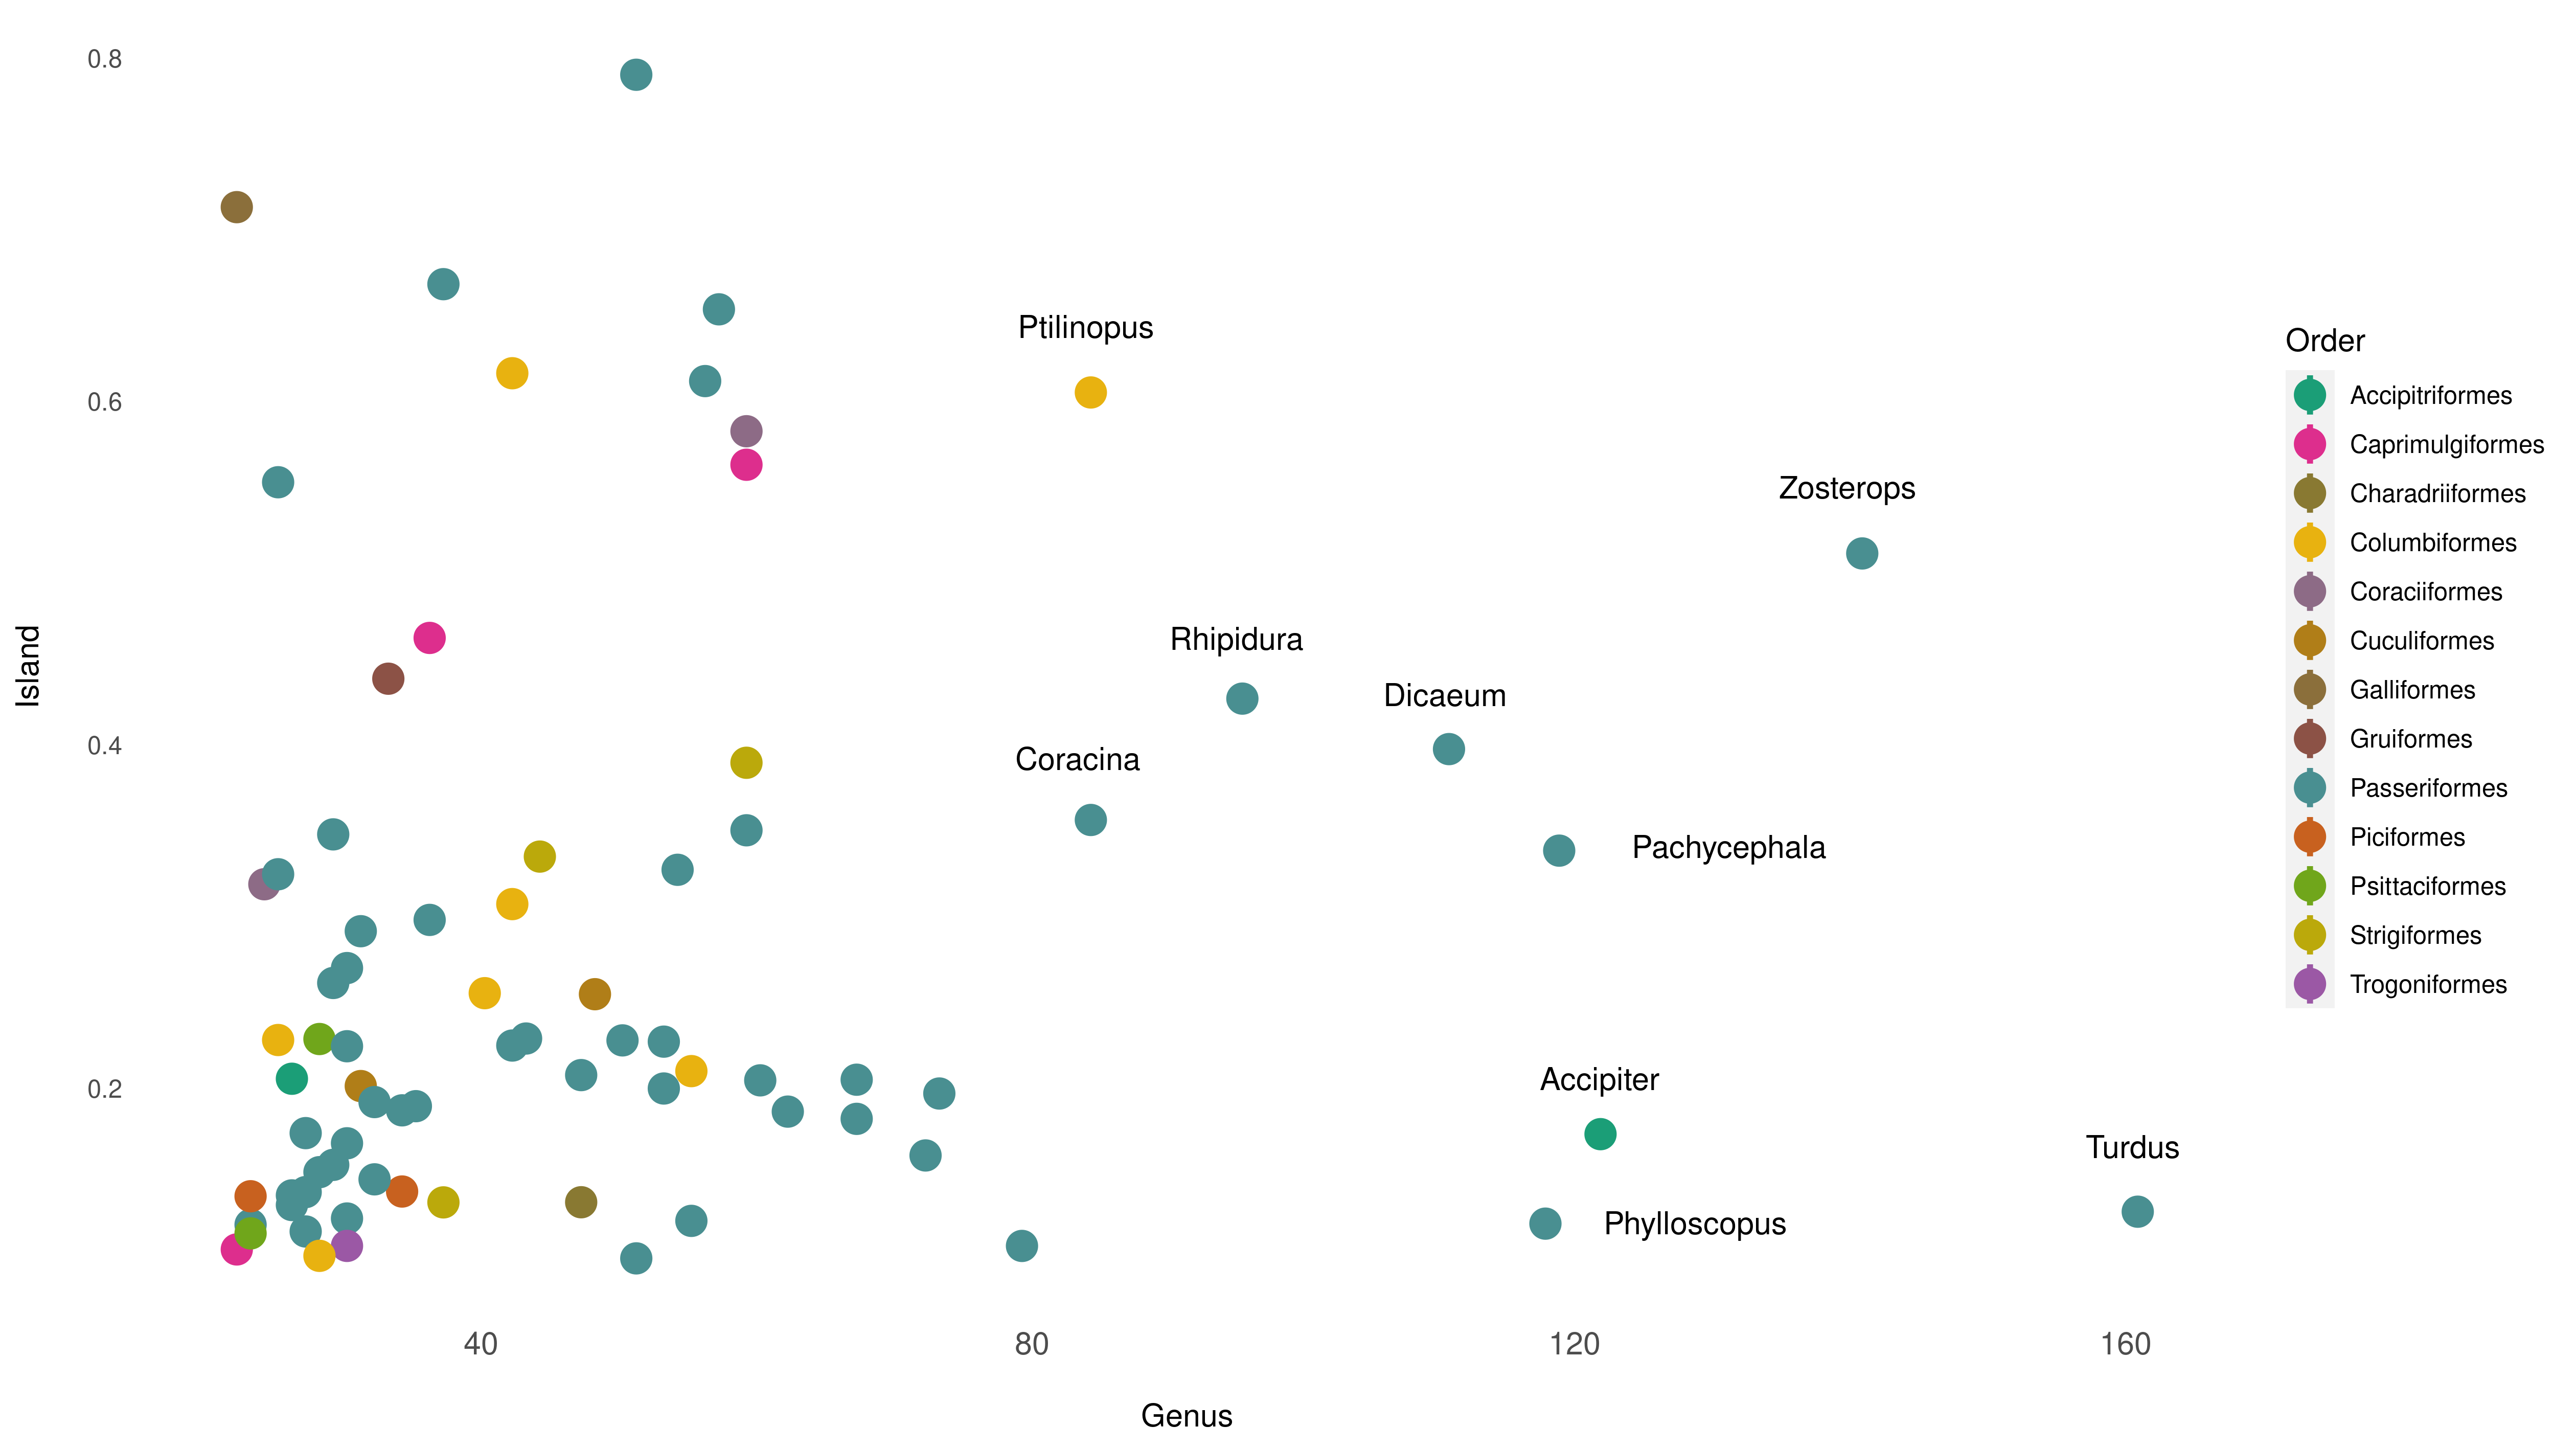 0.8
0.6
0.4
0.2
Island
Ptilinopus
Zosterops
Rhipidura
Dicaeum
Coracina
Pachycephala
Accipiter
Turdus
Phylloscopus
40 80 120 160
Genus
Order
Accipitriformes
Caprimulgiformes
Charadriiformes
Columbiformes
Coraciiformes
Cuculiformes
Galliformes
Gruiformes
Passeriformes
Piciformes
Psittaciformes
Strigiformes
Trogoniformes